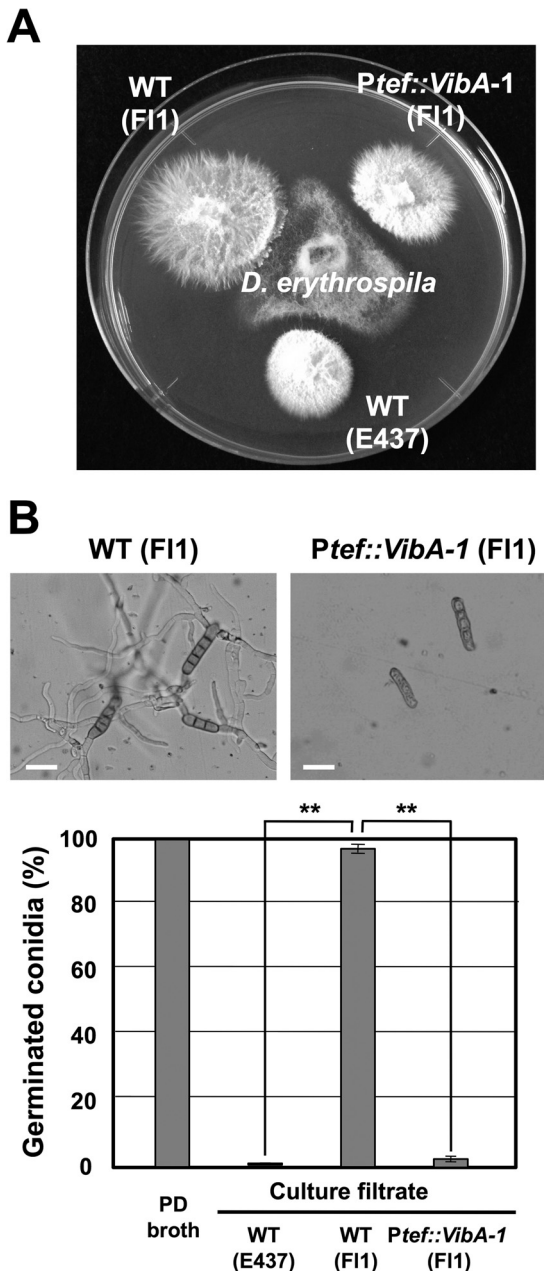 A
WT
(Fl1)
Ptef::VibA-1
(Fl1)
D. erythrospila
WT
(E437)
B
WT (Fl1)
Ptef::VibA-1 (Fl1)
** **
Germinated conidia (%)
100
80
60
40
20
0
PD
broth
Culture filtrate
WT
(E437)
WT
(Fl1)
Ptef::VibA-1
(Fl1)